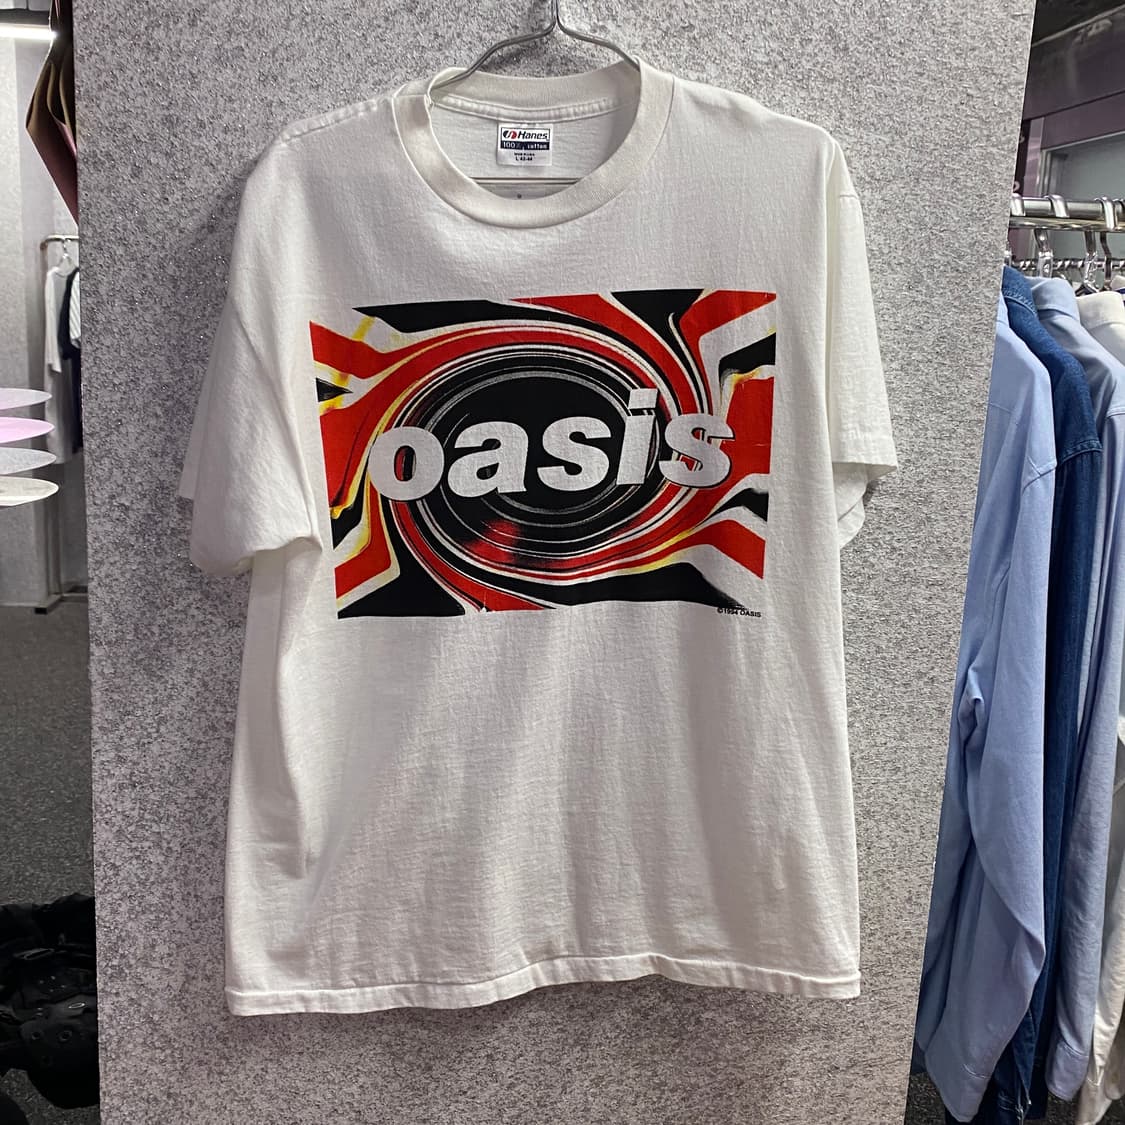 Hanes
100% cotton
L 42-44
oasis
©1994 OASIS